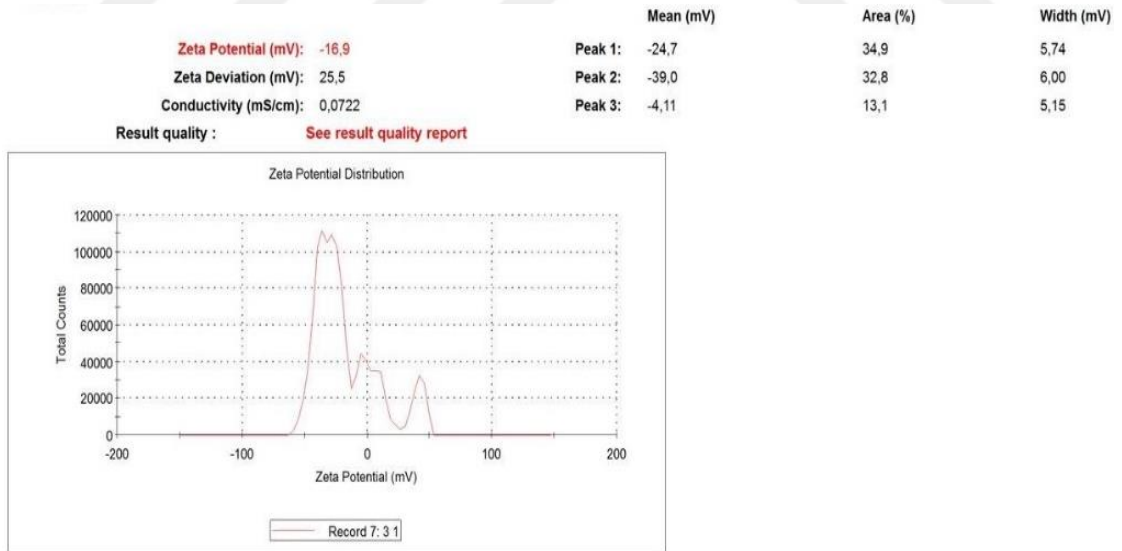 Mean (mV) Area (%) Width (mV)
Zeta Potential (mV): -16,9 Peak 1: -24,7 34,9 5,74
Zeta Deviation (mV): 25,5 Peak 2: -39,0 32,8 6,00
Conductivity (mS/cm): 0,0722 Peak 3: -4,11 13,1 5,15
Result quality : See result quality report
Zeta Potential Distribution
120000
100000
80000
60000
40000
20000
0
Total Counts
-200 -100 0 100 200
Zeta Potential (mV)
Record 7: 3 1